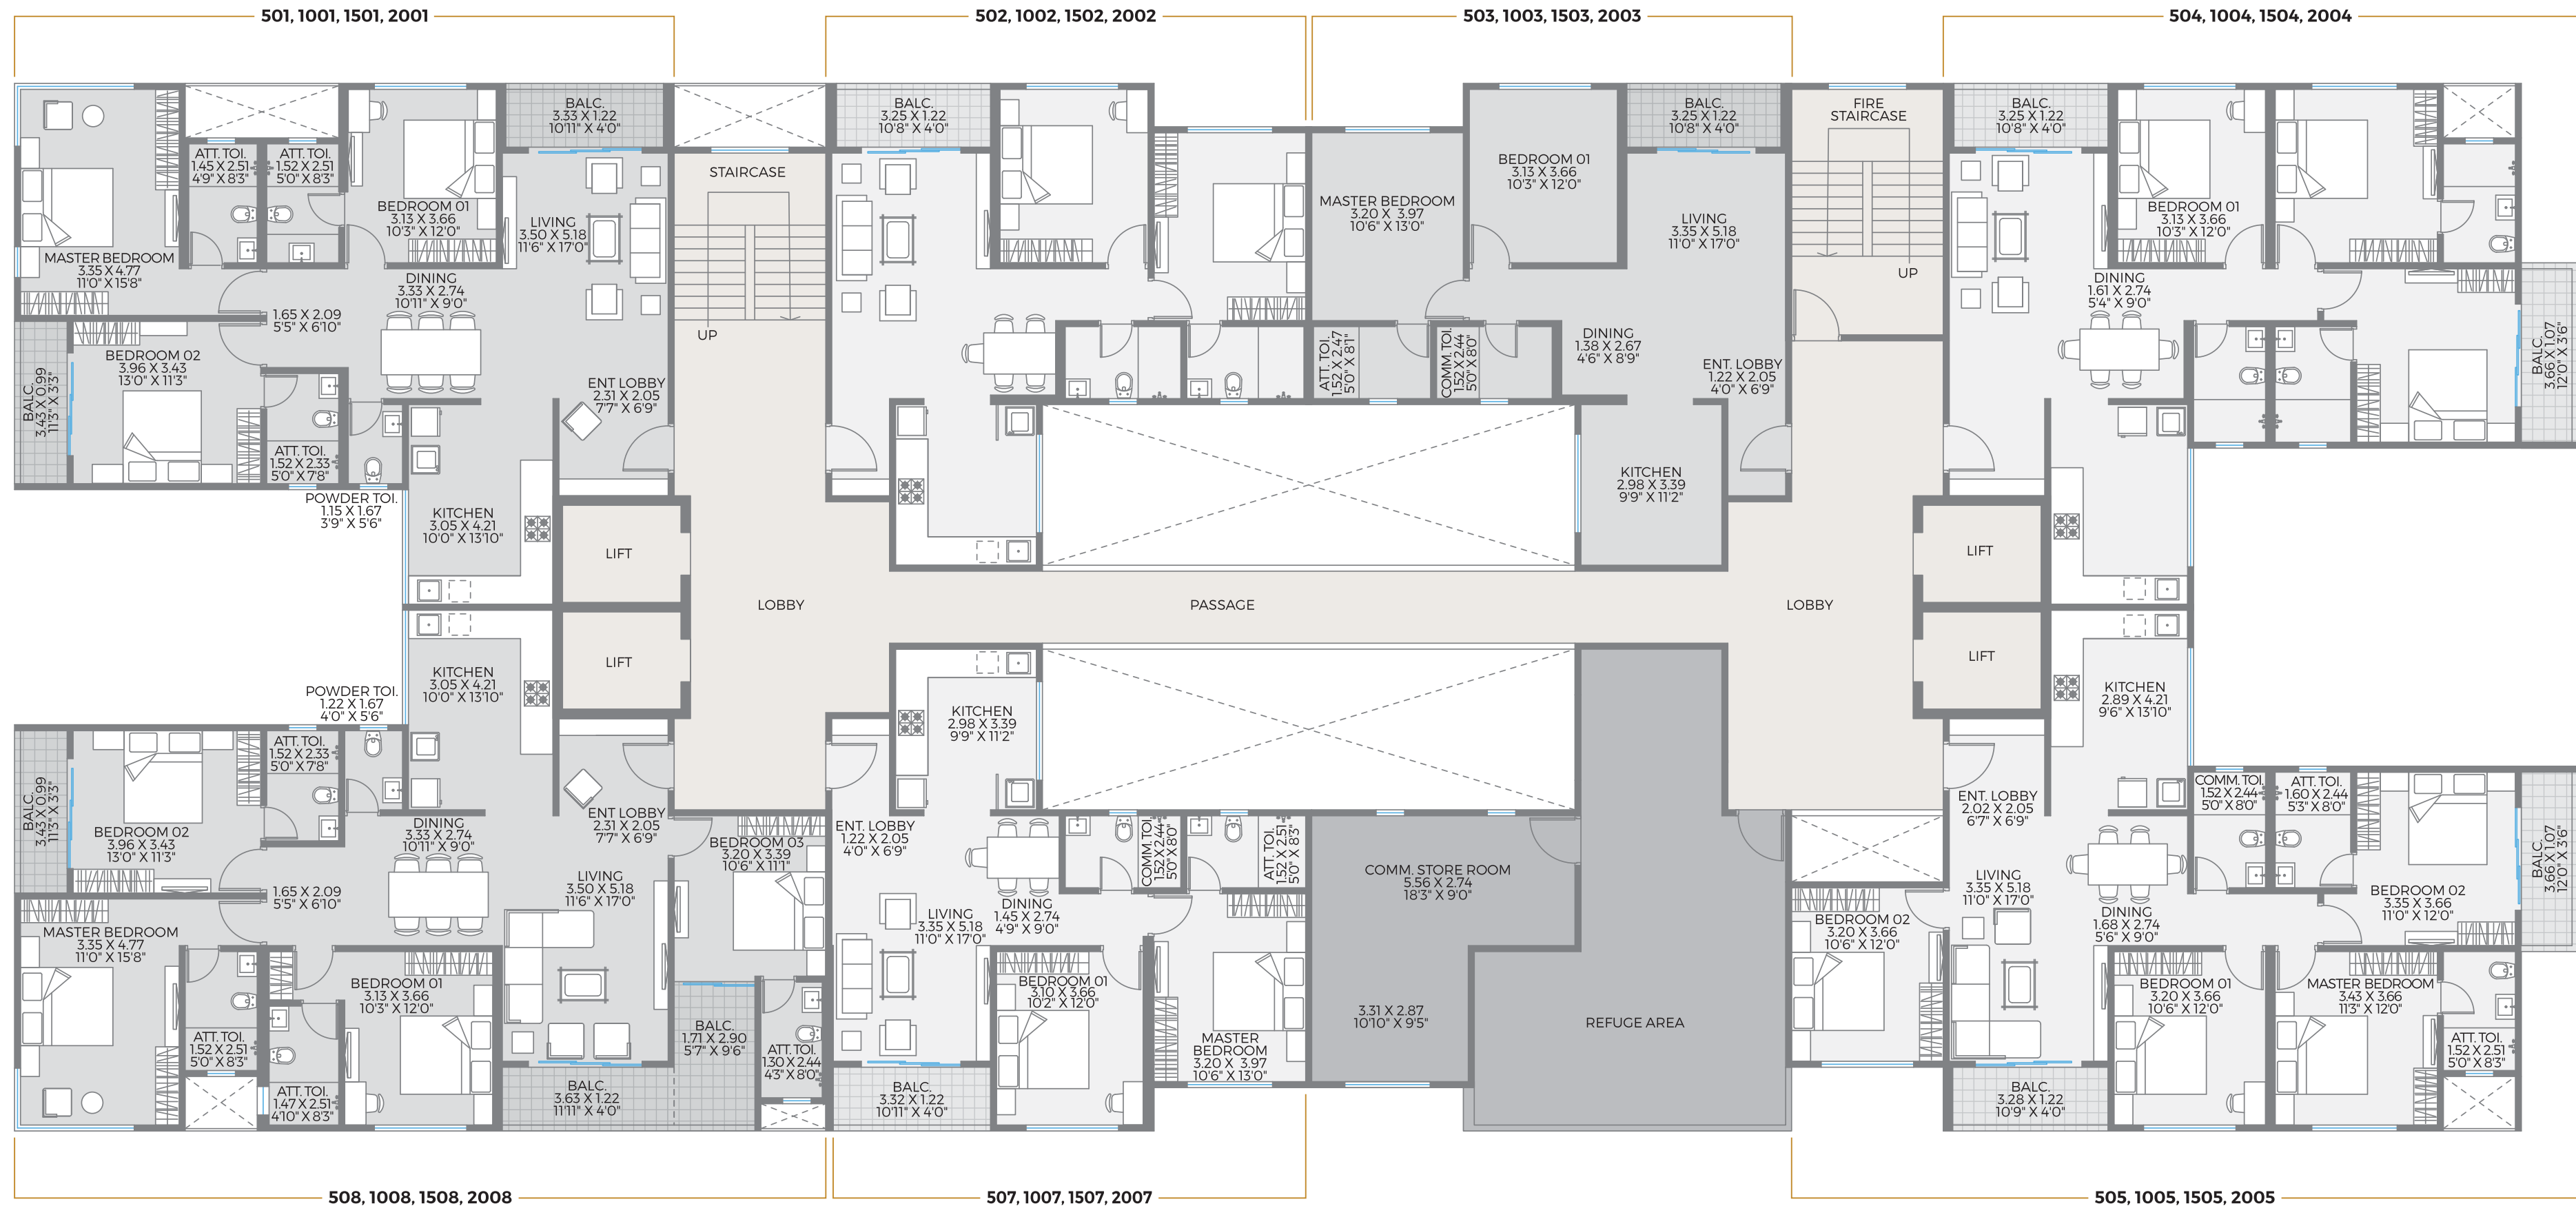 501, 1001, 1501, 2001
502, 1002, 1502, 2002
503, 1003, 1503, 2003
504, 1004, 1504, 2004
ATT. TOI.
1.45 X 2.51
4'9" X 8'3"
ATT. TOI.
1.52 X 2.51
5'0" X 8'3"
MASTER BEDROOM
3.35 X 4.77
11'0" X 15'8"
BEDROOM 01
3.13 X 3.66
10'3" X 12'0"
BALC.
3.33 X 1.22
10'11" X 4'0"
LIVING
3.50 X 5.18
11'6" X 17'0"
DINING
3.33 X 2.74
10'11" X 9'0"
1.65 X 2.09
5'5" X 6'10"
BEDROOM 02
3.96 X 3.43
13'0" X 11'3"
BALC.
3.43 X 0.99
11'3" X 3'3"
ATT. TOI.
1.52 X 2.33
5'0" X 7'8"
POWDER TOI.
1.15 X 1.67
3'9" X 5'6"
ENT LOBBY
2.31 X 2.05
7'7" X 6'9"
KITCHEN
3.05 X 4.21
10'0" X 13'10"
STAIRCASE
UP
LIFT
BALC.
3.25 X 1.22
10'8" X 4'0"
MASTER BEDROOM
3.20 X 3.97
10'6" X 13'0"
BEDROOM 01
3.13 X 3.66
10'3" X 12'0"
BALC.
3.25 X 1.22
10'8" X 4'0"
LIVING
3.35 X 5.18
11'0" X 17'0"
ATT. TOI.
1.52 X 2.47
5'0" X 8'1"
COMM. TOI.
1.52 X 2.44
5'0" X 8'0"
DINING
1.38 X 2.67
4'6" X 8'9"
ENT. LOBBY
1.22 X 2.05
4'0" X 6'9"
KITCHEN
2.98 X 3.39
9'9" X 11'2"
FIRE
STAIRCASE
UP
BALC.
3.25 X 1.22
10'8" X 4'0"
BEDROOM 01
3.13 X 3.66
10'3" X 12'0"
DINING
1.61 X 2.74
5'4" X 9'0"
BALC.
3.66 X 1.07
12'0" X 3'6"
LIFT
LOBBY
PASSAGE
LOBBY
LIFT
LIFT
KITCHEN
3.05 X 4.21
10'0" X 13'10"
POWDER TOI.
1.22 X 1.67
4'0" X 5'6"
ATT. TOI.
1.52 X 2.33
5'0" X 7'8"
BALC.
3.43 X 0.99
11'3" X 3'3"
BEDROOM 02
3.96 X 3.43
13'0" X 11'3"
DINING
3.33 X 2.74
10'11" X 9'0"
ENT LOBBY
2.31 X 2.05
7'7" X 6'9"
1.65 X 2.09
5'5" X 6'10"
LIVING
3.50 X 5.18
11'6" X 17'0"
MASTER BEDROOM
3.35 X 4.77
11'0" X 15'8"
BEDROOM 01
3.13 X 3.66
10'3" X 12'0"
ATT. TOI.
1.52 X 2.51
5'0" X 8'3"
ATT. TOI.
1.47 X 2.51
4'10" X 8'3"
BALC.
3.63 X 1.22
11'11" X 4'0"
BEDROOM 03
3.20 X 3.39
10'6" X 11'1"
BALC.
1.71 X 2.90
5'7" X 9'6"
ATT. TOI.
1.30 X 2.44
4'3" X 8'0"
KITCHEN
2.98 X 3.39
9'9" X 11'2"
ENT. LOBBY
1.22 X 2.05
4'0" X 6'9"
COMM. TOI.
1.52 X 2.44
5'0" X 8'0"
ATT. TOI.
1.52 X 2.51
5'0" X 8'3"
DINING
1.45 X 2.74
4'9" X 9'0"
LIVING
3.35 X 5.18
11'0" X 17'0"
BEDROOM 01
3.10 X 3.66
10'2" X 12'0"
MASTER
BEDROOM
3.20 X 3.97
10'6" X 13'0"
BALC.
3.32 X 1.22
10'11" X 4'0"
COMM. STORE ROOM
5.56 X 2.74
18'3" X 9'0"
3.31 X 2.87
10'10" X 9'5"
REFUGE AREA
KITCHEN
2.89 X 4.21
9'6" X 13'10"
ENT. LOBBY
2.02 X 2.05
6'7" X 6'9"
COMM. TOI.
1.52 X 2.44
5'0" X 8'0"
ATT. TOI.
1.60 X 2.44
5'3" X 8'0"
BALC.
3.66 X 1.07
12'0" X 3'6"
LIVING
3.35 X 5.18
11'0" X 17'0"
BEDROOM 02
3.35 X 3.66
11'0" X 12'0"
DINING
1.68 X 2.74
5'6" X 9'0"
BEDROOM 02
3.20 X 3.66
10'6" X 12'0"
BEDROOM 01
3.20 X 3.66
10'6" X 12'0"
MASTER BEDROOM
3.43 X 3.66
11'3" X 12'0"
ATT. TOI.
1.52 X 2.51
5'0" X 8'3"
BALC.
3.28 X 1.22
10'9" X 4'0"
508, 1008, 1508, 2008
507, 1007, 1507, 2007
505, 1005, 1505, 2005